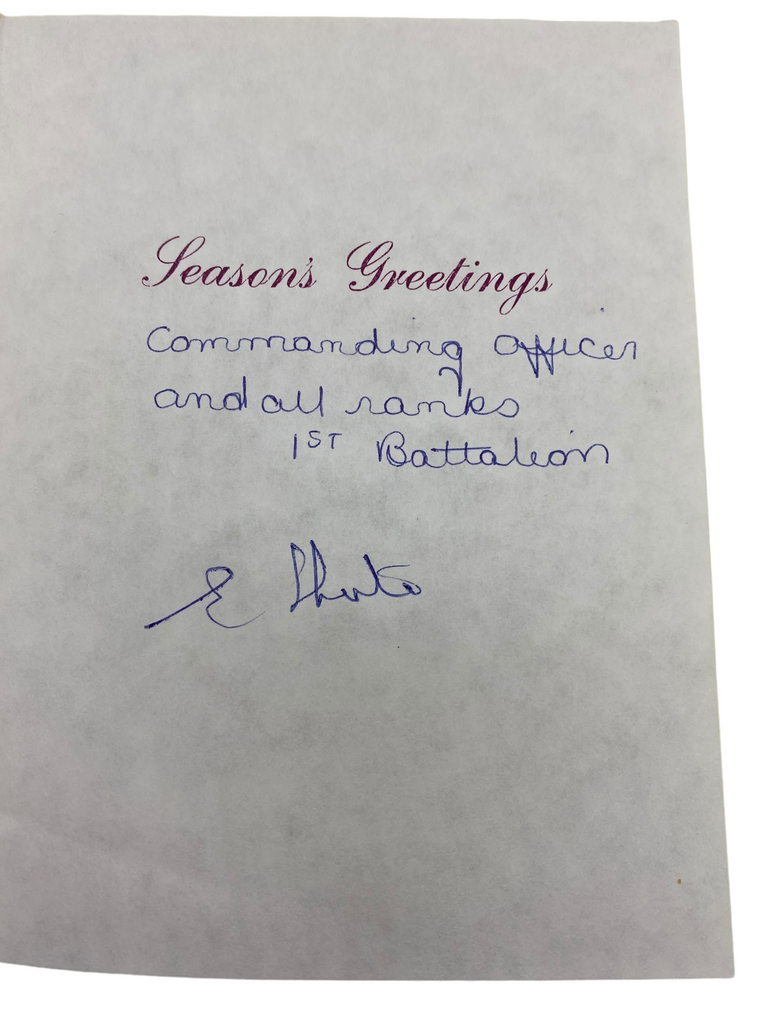 Season's Greetings
Commanding Officer
and all ranks
1ST Battalion
E